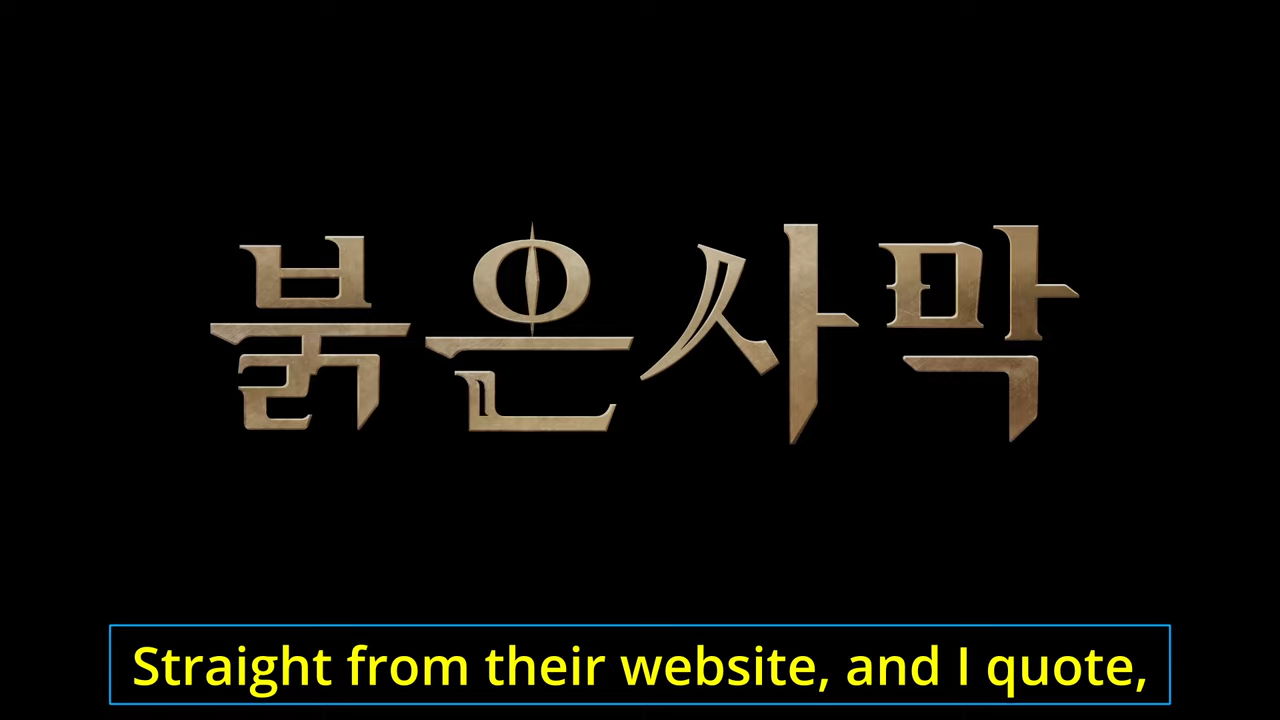 붉은사막
Straight from their website, and I quote,